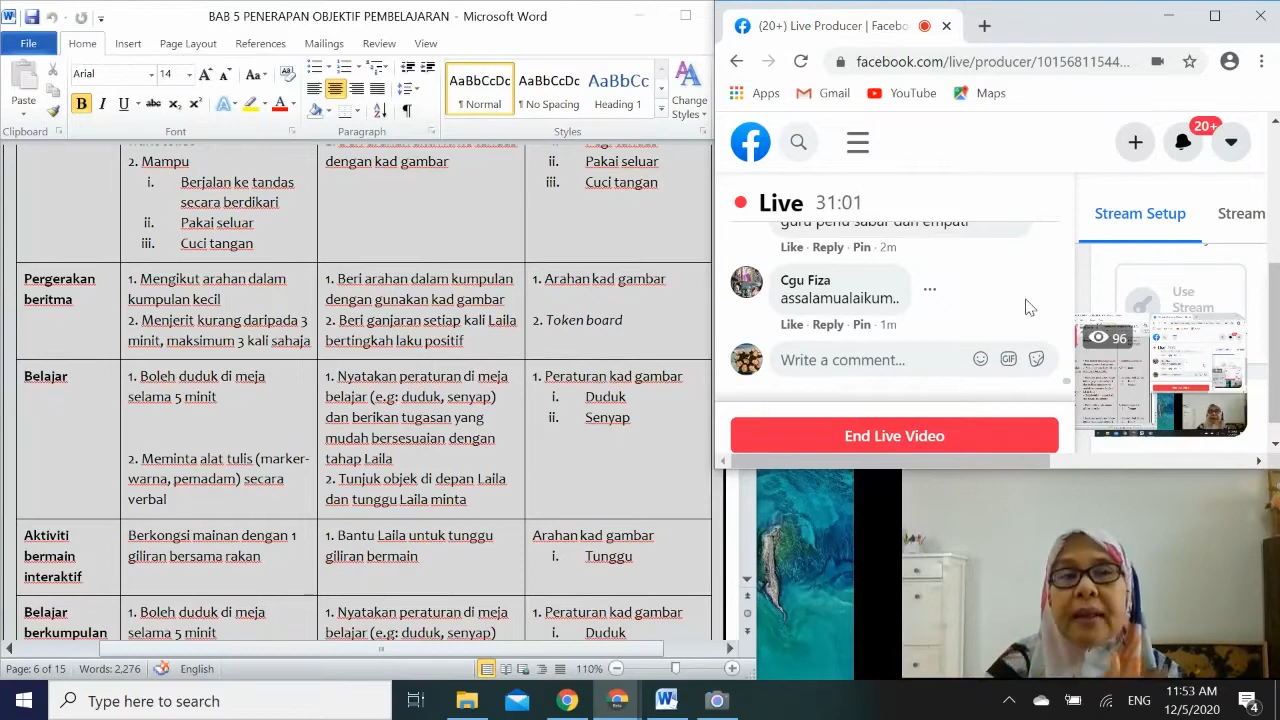 BAB 5 PENERAPAN OBJEKTIF PEMBELAJARAN - Microsoft Word
File Home Insert Page Layout References Mailings Review View
Arial 14 Aa
Paste
B I U abc x₂ x² A A
AaBbCcDc AaBbCcDc AaBbCc
¶ Normal ¶ No Spacing Heading 1 Change Styles
Clipboard Font Paragraph Styles
2. Mampu
i. Berjalan ke tandas
secara berdikari
ii. Pakai seluar
iii. Cuci tangan
dengan kad gambar
ii. Pakai seluar
iii. Cuci tangan
Pergerakan
beritma
1. Mengikut arahan dalam
kumpulan kecil
2. Menjerit kurang daripada 3
minit, maksimum 3 kali sahaja
1. Beri arahan dalam kumpulan
dengan gunakan kad gambar
2. Beri ganjaran setiap kali Laila
bertingkah laku positif
1. Arahan kad gambar
2. Token board
Belajar
1. Boleh duduk di meja
selama 5 minit
2. Meminta alat tulis (marker-
warna, pemadam) secara
verbal
1. Nyatakan peraturan di meja
belajar (e.g: duduk, senyap)
dan berikan tugasan yang
mudah bersesuaian dengan
tahap Laila
2. Tunjuk objek di depan Laila
dan tunggu Laila minta
1. Peraturan kad gambar
i. Duduk
ii. Senyap
Aktiviti
bermain
interaktif
Berkongsi mainan dengan 1
giliran bersama rakan
1. Bantu Laila untuk tunggu
giliran bermain
Arahan kad gambar
i. Tunggu
Belajar
berkumpulan
1. Boleh duduk di meja
selama 5 minit
1. Nyatakan peraturan di meja
belajar (e.g: duduk, senyap)
1. Peraturan kad gambar
i. Duduk
Page: 6 of 15 Words: 2,276 English 110%
(20+) Live Producer | Facebo
facebook.com/live/producer/10156811544...
Apps Gmail YouTube Maps
20+
Live 31:01
guru perlu sabar dan empati
Like · Reply · Pin · 2m
Cgu Fiza
assalamualaikum..
Like · Reply · Pin · 1m
Write a comment... GIF
End Live Video
Stream Setup Stream
Use
Stream
96
Type here to search
ENG
11:53 AM
12/5/2020
4